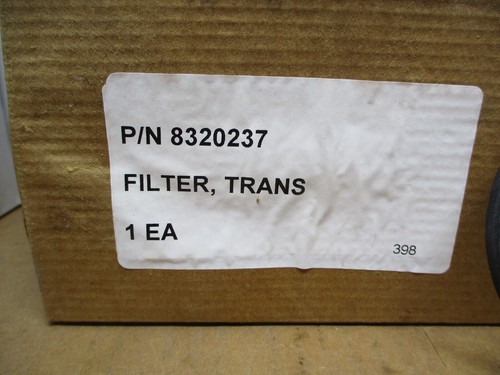 P/N 8320237
FILTER, TRANS
1 EA
398